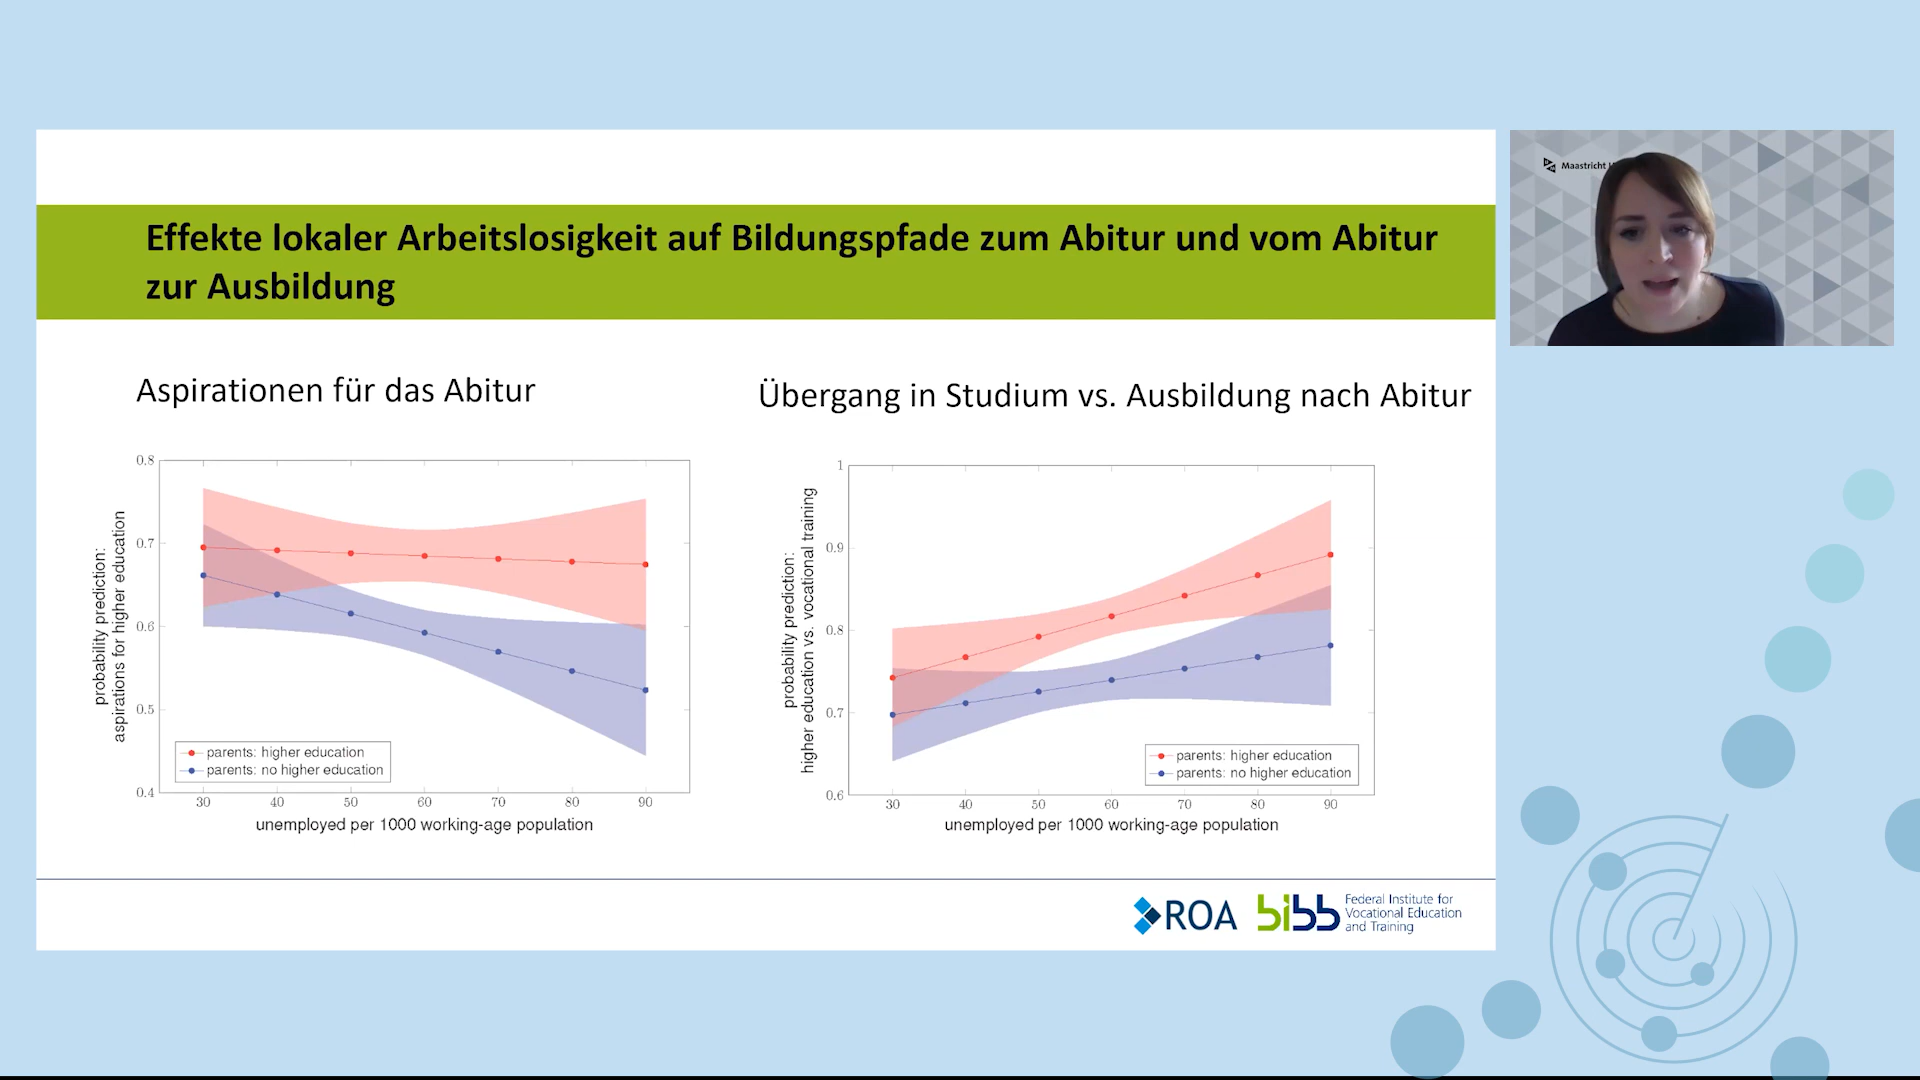 Effekte lokaler Arbeitslosigkeit auf Bildungspfade zum Abitur und vom Abitur
zur Ausbildung
Maastricht
Aspirationen für das Abitur
0.8
0.7
0.6
0.5
0.4
probability prediction:
aspirations for higher education
parents: higher education
parents: no higher education
30 40 50 60 70 80 90
unemployed per 1000 working-age population
Übergang in Studium vs. Ausbildung nach Abitur
1
0.9
0.8
0.7
0.6
probability prediction:
higher education vs. vocational training
parents: higher education
parents: no higher education
30 40 50 60 70 80 90
unemployed per 1000 working-age population
ROA
bibb
Federal Institute for
Vocational Education
and Training